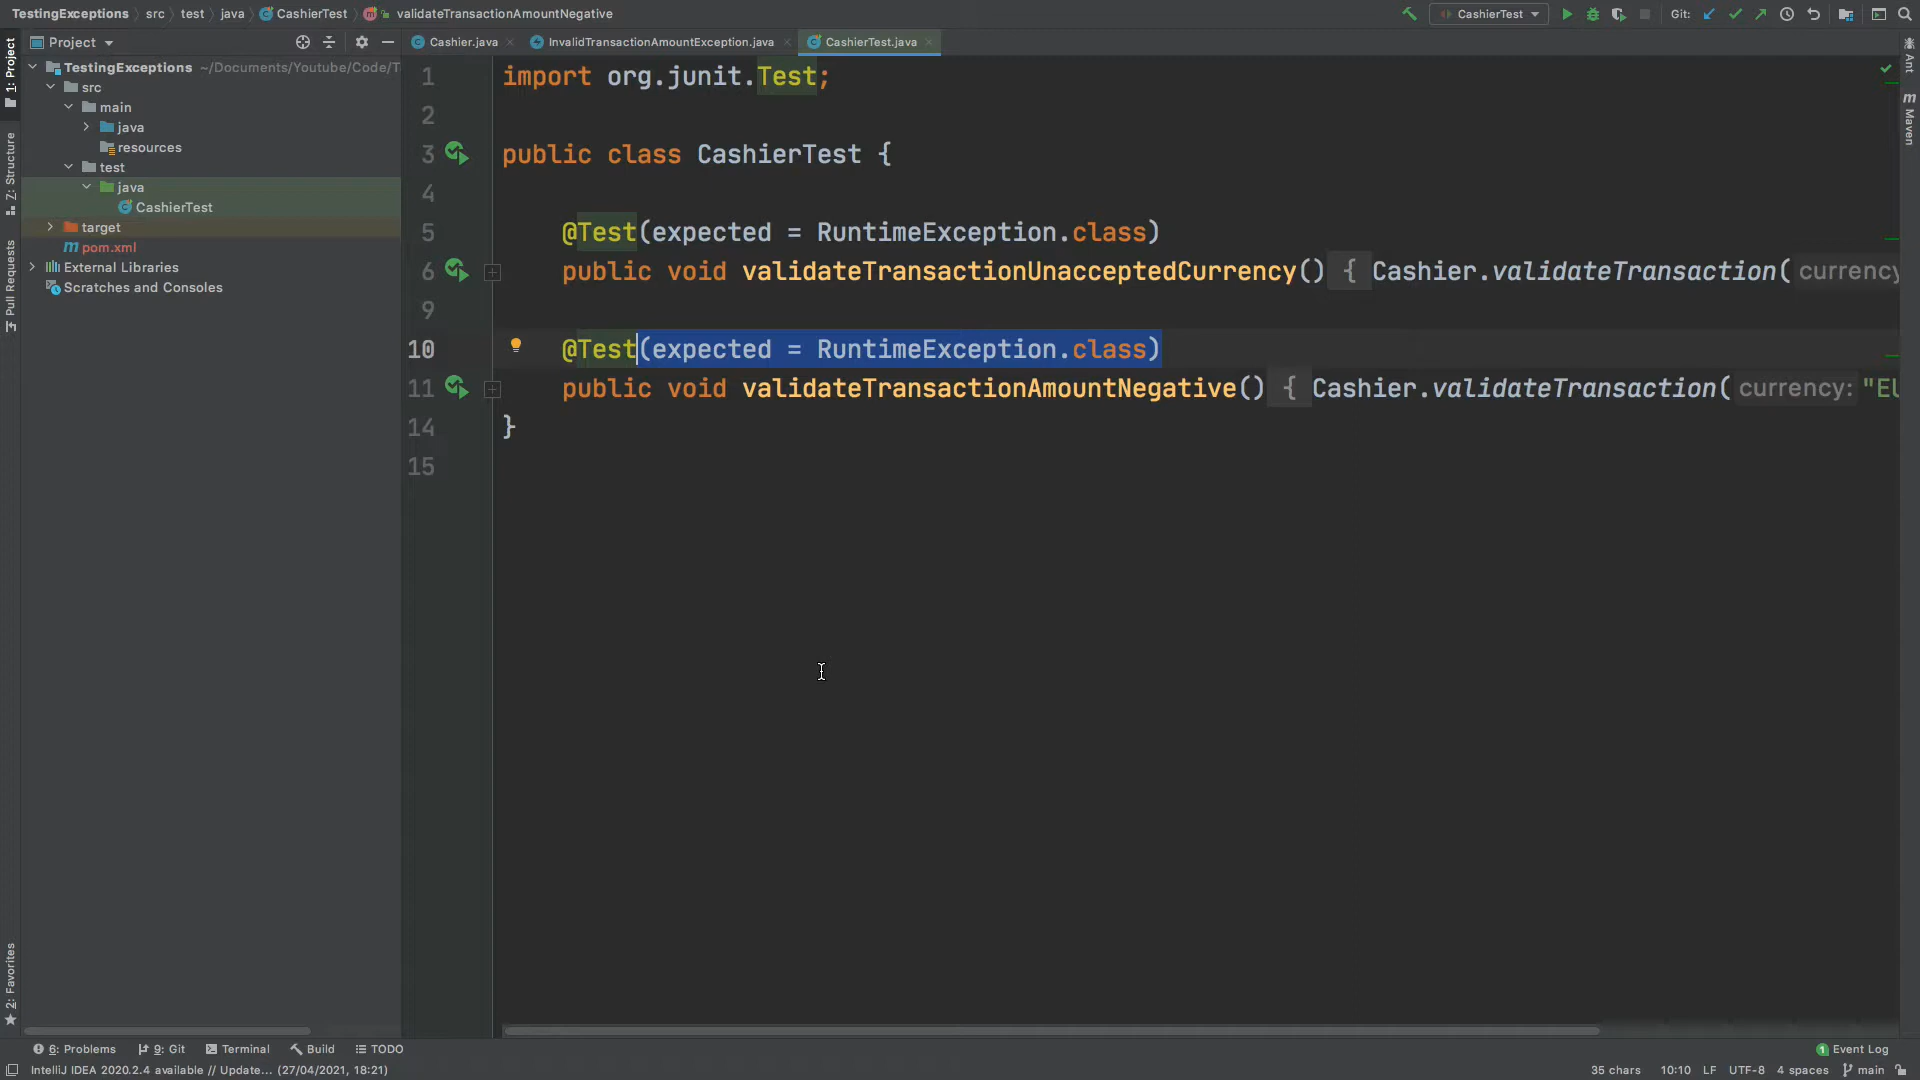 TestingExceptions src test java CashierTest validateTransactionAmountNegative
CashierTest
Git:
Project
Cashier.java
InvalidTransactionAmountException.java
CashierTest.java
1: Project
Z: Structure
Pull Requests
2: Favorites
TestingExceptions ~/Documents/Youtube/Code/T
src
main
java
resources
test
java
CashierTest
target
pom.xml
External Libraries
Scratches and Consoles
1 import org.junit.Test;
2
3 public class CashierTest {
4
5 @Test(expected = RuntimeException.class)
6 public void validateTransactionUnacceptedCurrency() { Cashier.validateTransaction( currency
9
10 @Test(expected = RuntimeException.class)
11 public void validateTransactionAmountNegative() { Cashier.validateTransaction( currency: "EU
14 }
15
Ant
Maven
6: Problems
9: Git
Terminal
Build
TODO
1 Event Log
IntelliJ IDEA 2020.2.4 available // Update... (27/04/2021, 18:21)
35 chars 10:10 LF UTF-8 4 spaces main